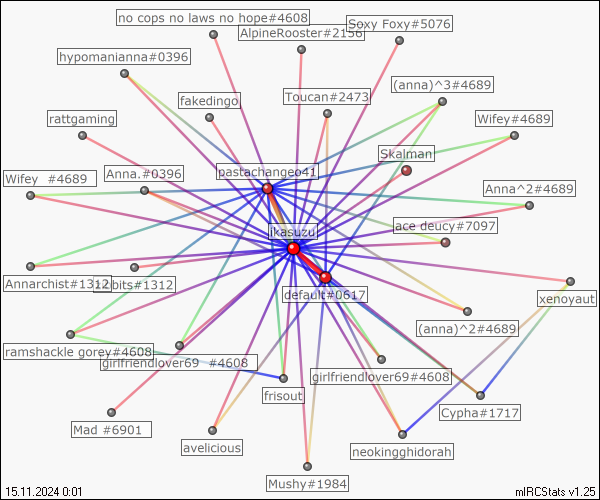 no cops no laws no hope#4608
Soxy Foxy#5076
AlpineRooster#2156
hypomanianna#0396
(anna)^3#4689
Toucan#2473
fakedingo
rattgaming
Wifey#4689
Skalman
pastachangeo41
Wifey #4689
Anna.#0396
Anna^2#4689
ace deucy#7097
ikasuzu
Annarchist#1312
bits#1312
default#0617
xenoyaut
(anna)^2#4689
ramshackle gorey#4608
girlfriendlover69 #4608
girlfriendlover69#4608
frisout
Cypha#1717
Mad #6901
avelicious
neokingghidorah
Mushy#1984
15.11.2024 0:01
mIRCStats v1.25